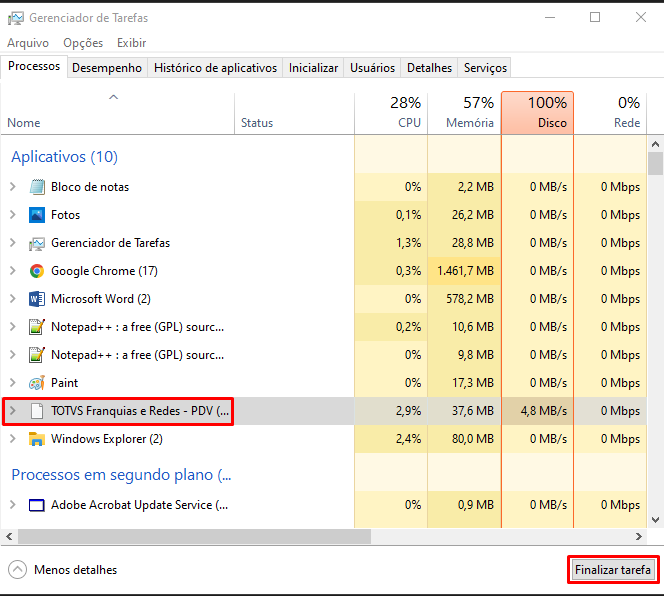 Gerenciador de Tarefas
Arquivo Opções Exibir
Processos Desempenho Histórico de aplicativos Inicializar Usuários Detalhes Serviços
28% 57% 100% 0%
Nome Status CPU Memória Disco Rede
Aplicativos (10)
Bloco de notas 0% 2,2 MB 0 MB/s 0 Mbps
Fotos 0,1% 26,2 MB 0 MB/s 0 Mbps
Gerenciador de Tarefas 1,3% 28,8 MB 0 MB/s 0 Mbps
Google Chrome (17) 0,3% 1.461,7 MB 0 MB/s 0 Mbps
Microsoft Word (2) 0% 578,2 MB 0 MB/s 0 Mbps
Notepad++ : a free (GPL) sourc... 0,2% 10,6 MB 0 MB/s 0 Mbps
Notepad++ : a free (GPL) sourc... 0% 9,8 MB 0 MB/s 0 Mbps
Paint 0% 17,3 MB 0 MB/s 0 Mbps
TOTVS Franquias e Redes - PDV (... 2,9% 37,6 MB 4,8 MB/s 0 Mbps
Windows Explorer (2) 2,4% 80,0 MB 0 MB/s 0 Mbps
Processos em segundo plano (...
Adobe Acrobat Update Service (... 0% 0,9 MB 0 MB/s 0 Mbps
Menos detalhes Finalizar tarefa